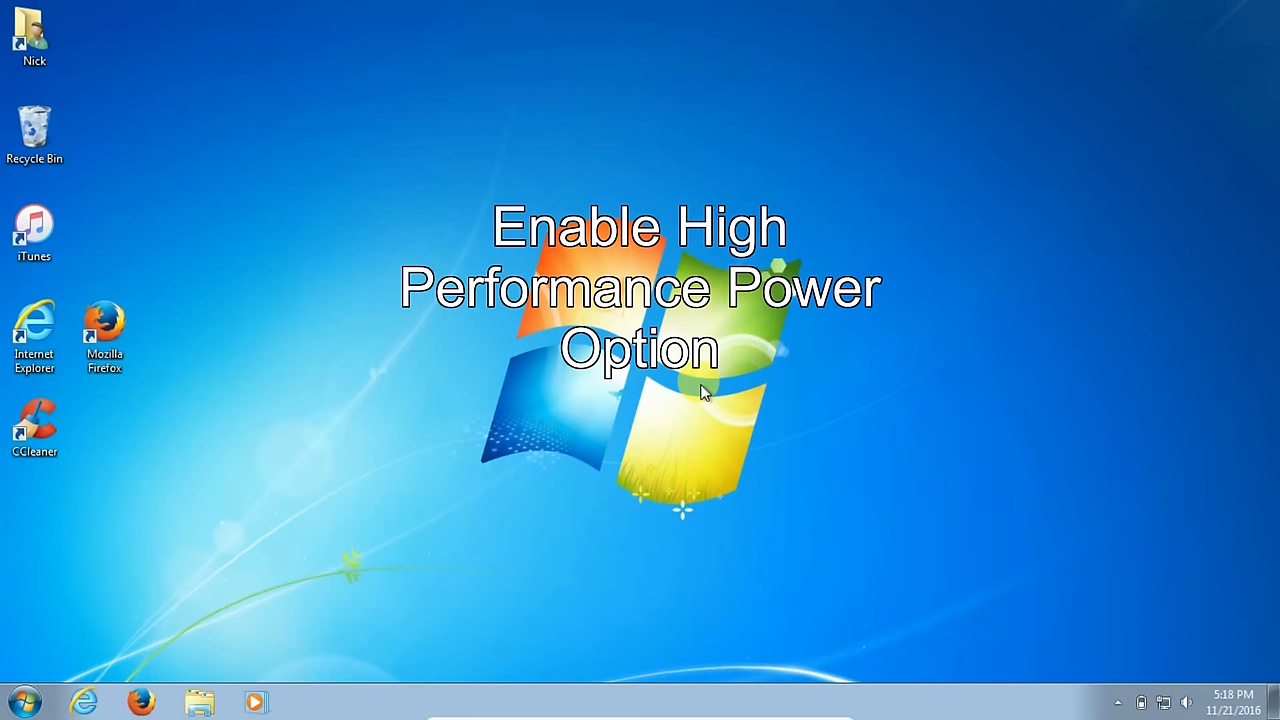 Nick
Recycle Bin
iTunes
Internet
Explorer
Mozilla
Firefox
CCleaner
Enable High
Performance Power
Option
5:18 PM
11/21/2016